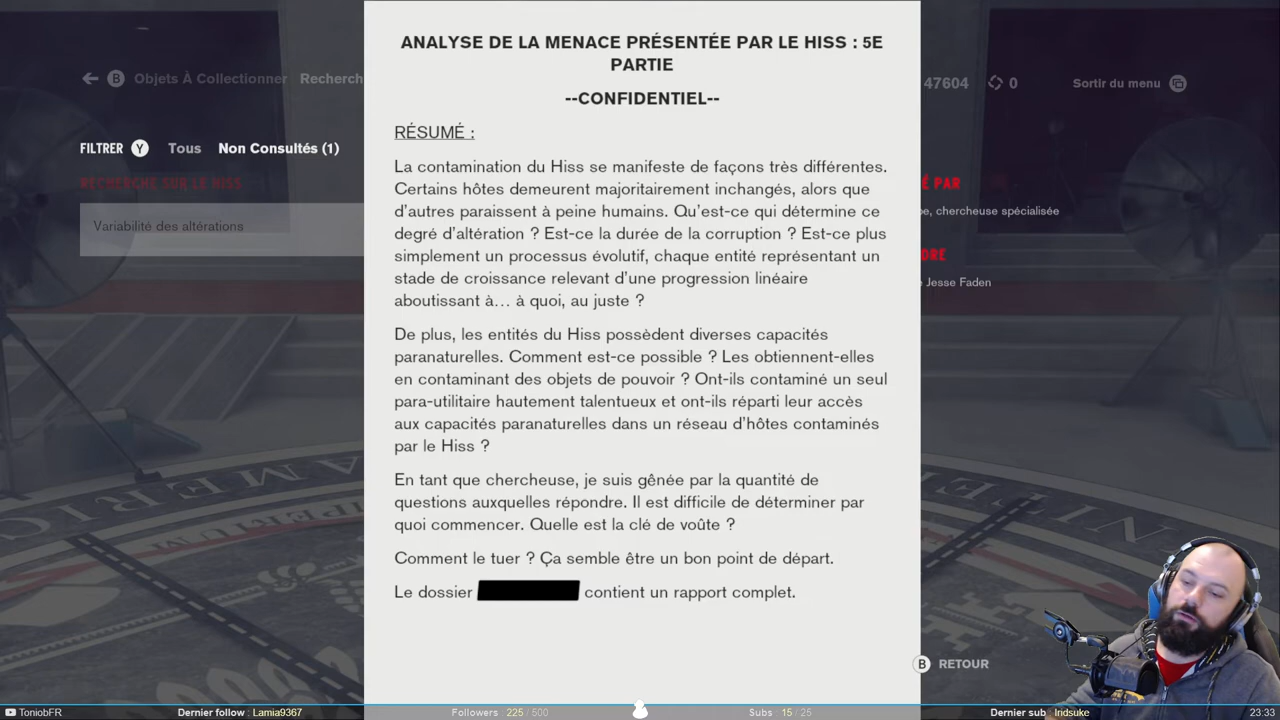 ANALYSE DE LA MENACE PRÉSENTÉE PAR LE HISS : 5E
PARTIE
--CONFIDENTIEL--
RÉSUMÉ :
La contamination du Hiss se manifeste de façons très différentes.
Certains hôtes demeurent majoritairement inchangés, alors que
d'autres paraissent à peine humains. Qu'est-ce qui détermine ce
degré d'altération ? Est-ce la durée de la corruption ? Est-ce plus
simplement un processus évolutif, chaque entité représentant un
stade de croissance relevant d'une progression linéaire
aboutissant à... à quoi, au juste ?
De plus, les entités du Hiss possèdent diverses capacités
paranaturelles. Comment est-ce possible ? Les obtiennent-elles
en contaminant des objets de pouvoir ? Ont-ils contaminé un seul
para-utilitaire hautement talentueux et ont-ils réparti leur accès
aux capacités paranaturelles dans un réseau d'hôtes contaminés
par le Hiss ?
En tant que chercheuse, je suis gênée par la quantité de
questions auxquelles répondre. Il est difficile de déterminer par
quoi commencer. Quelle est la clé de voûte ?
Comment le tuer ? Ça semble être un bon point de départ.
Le dossier contient un rapport complet.
B Objets À Collectionner Recherch
FILTRER Y Tous Non Consultés (1)
RECHERCHE SUR LE HISS
Variabilité des altérations
47604 0 Sortir du menu
É PAR
e, chercheuse spécialisée
DRE
Jesse Faden
B RETOUR
AMERIC
ToniobFR Dernier follow : Lamia9367 Followers 225 / 500 Subs 15 / 25 Dernier sub : Indsuke 23:33